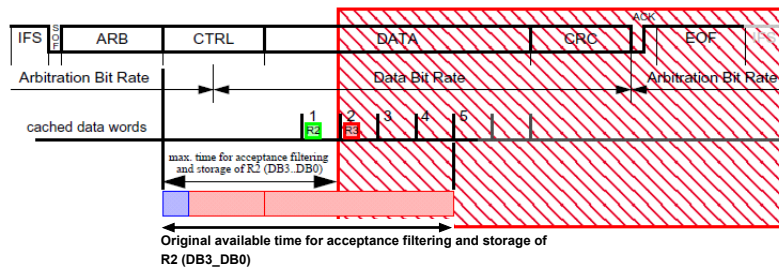 ACK
IFS SOF ARB CTRL DATA CRC EOF IFS
Arbitration Bit Rate Data Bit Rate Arbitration Bit Rate
1 2 3 4 5
cached data words R2 R3
max. time for acceptance filtering
and storage of R2 (DB3..DB0)
Original available time for acceptance filtering and storage of
R2 (DB3_DB0)